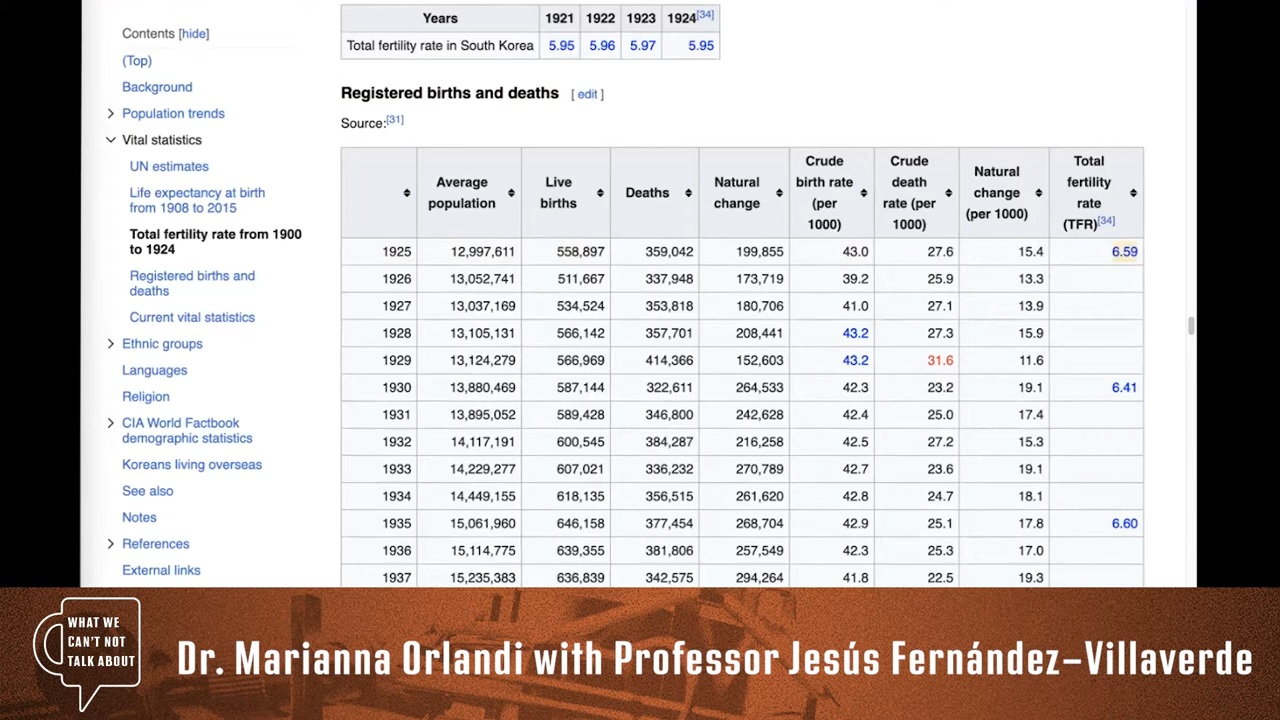 Contents [hide]
(Top)
Background
Population trends
Vital statistics
UN estimates
Life expectancy at birth
from 1908 to 2015
Total fertility rate from 1900
to 1924
Registered births and
deaths
Current vital statistics
Ethnic groups
Languages
Religion
CIA World Factbook
demographic statistics
Koreans living overseas
See also
Notes
References
External links
Years 1921 1922 1923 1924[34]
Total fertility rate in South Korea 5.95 5.96 5.97 5.95
Registered births and deaths [ edit ]
Source:[31]
Average population Live births Deaths Natural change Crude birth rate (per 1000) Crude death rate (per 1000) Natural change (per 1000) Total fertility rate (TFR)[34]
1925 12,997,611 558,897 359,042 199,855 43.0 27.6 15.4 6.59
1926 13,052,741 511,667 337,948 173,719 39.2 25.9 13.3
1927 13,037,169 534,524 353,818 180,706 41.0 27.1 13.9
1928 13,105,131 566,142 357,701 208,441 43.2 27.3 15.9
1929 13,124,279 566,969 414,366 152,603 43.2 31.6 11.6
1930 13,880,469 587,144 322,611 264,533 42.3 23.2 19.1 6.41
1931 13,895,052 589,428 346,800 242,628 42.4 25.0 17.4
1932 14,117,191 600,545 384,287 216,258 42.5 27.2 15.3
1933 14,229,277 607,021 336,232 270,789 42.7 23.6 19.1
1934 14,449,155 618,135 356,515 261,620 42.8 24.7 18.1
1935 15,061,960 646,158 377,454 268,704 42.9 25.1 17.8 6.60
1936 15,114,775 639,355 381,806 257,549 42.3 25.3 17.0
1937 15,235,383 636,839 342,575 294,264 41.8 22.5 19.3
WHAT WE
CAN'T NOT
TALK ABOUT
Dr. Marianna Orlandi with Professor Jesús Fernández–Villaverde